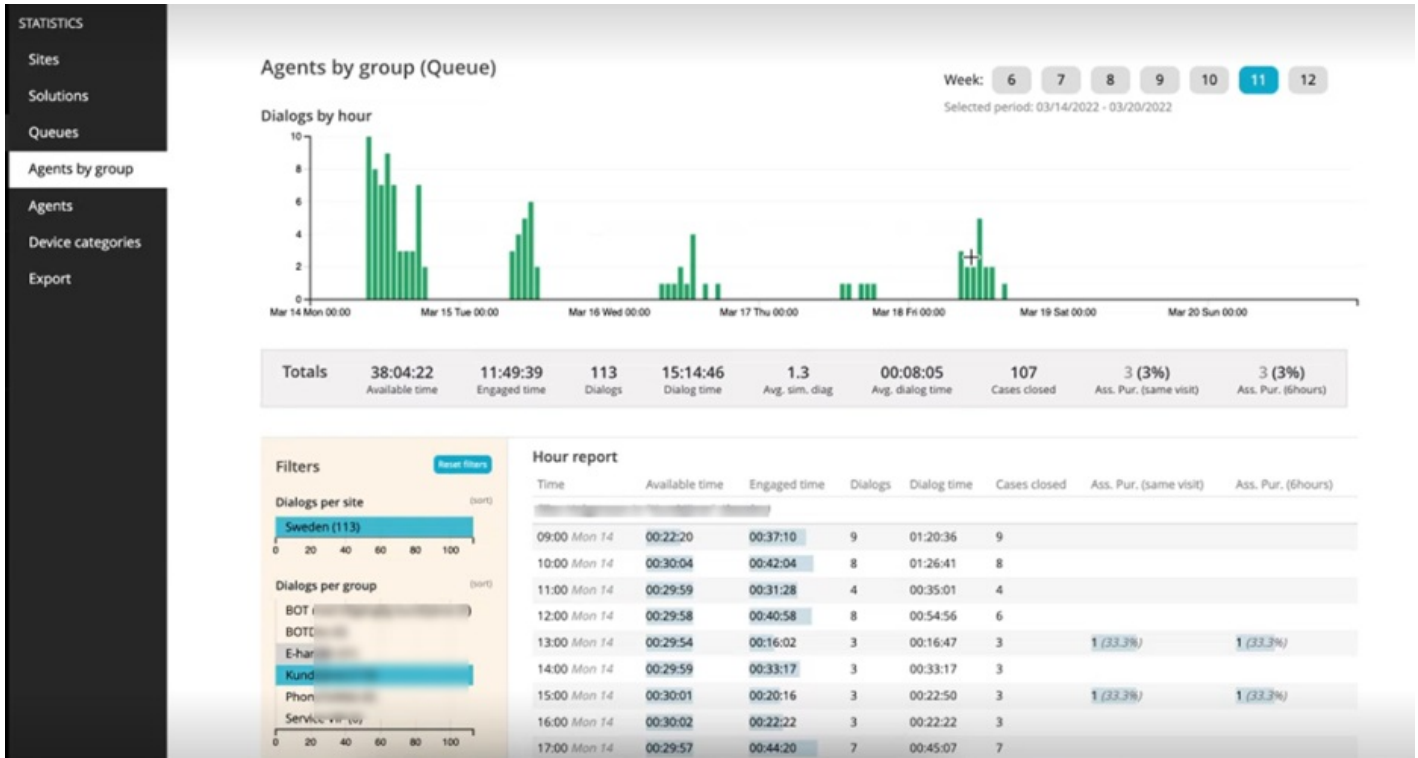 STATISTICS
Sites
Solutions
Queues
Agents by group
Agents
Device categories
Export
Agents by group (Queue)
Week: 6 7 8 9 10 11 12
Selected period: 03/14/2022 - 03/20/2022
Dialogs by hour
10
8
6
4
2
0
Mar 14 Mon 00:00 Mar 15 Tue 00:00 Mar 16 Wed 00:00 Mar 17 Thu 00:00 Mar 18 Fri 00:00 Mar 19 Sat 00:00 Mar 20 Sun 00:00
Totals 38:04:22 11:49:39 113 15:14:46 1.3 00:08:05 107 3 (3%) 3 (3%)
Available time Engaged time Dialogs Dialog time Avg. sim. diag Avg. dialog time Cases closed Ass. Pur. (same visit) Ass. Pur. (6hours)
Filters Reset filters
Dialogs per site (sort)
Sweden (113)
0 20 40 60 80 100
Dialogs per group (sort)
BOT
0 20 40 60 80 100
Hour report
Time Available time Engaged time Dialogs Dialog time Cases closed Ass. Pur. (same visit) Ass. Pur. (6hours)
09:00 Mon 14 00:22:20 00:37:10 9 01:20:36 9
10:00 Mon 14 00:30:04 00:42:04 8 01:26:41 8
11:00 Mon 14 00:29:59 00:31:28 4 00:35:01 4
12:00 Mon 14 00:29:58 00:40:58 8 00:54:56 6
13:00 Mon 14 00:29:54 00:16:02 3 00:16:47 3 1 (33.3%) 1 (33.3%)
14:00 Mon 14 00:29:59 00:33:17 3 00:33:17 3
15:00 Mon 14 00:30:01 00:20:16 3 00:22:50 3 1 (33.3%) 1 (33.3%)
16:00 Mon 14 00:30:02 00:22:22 3 00:22:22 3
17:00 Mon 14 00:29:57 00:44:20 7 00:45:07 7